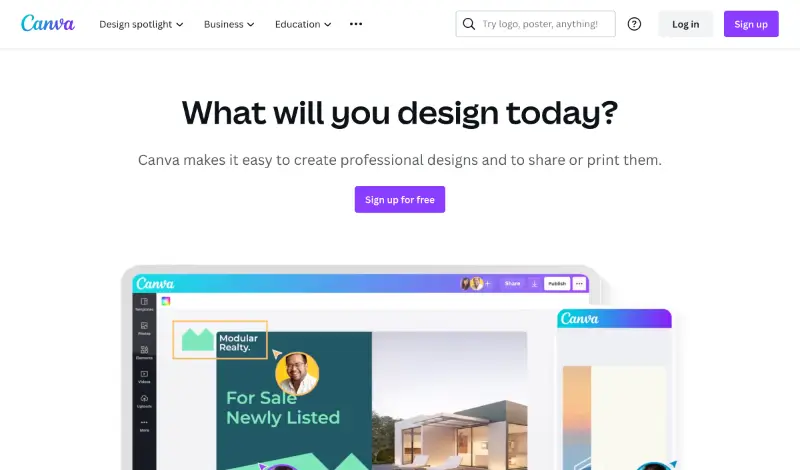 Canva
Design spotlight
Business
Education
Try logo, poster, anything!
Log in
Sign up
What will you design today?
Canva makes it easy to create professional designs and to share or print them.
Sign up for free
Canva
Share
Publish
Templates
Photos
Elements
Videos
Uploads
More
Modular
Realty.
For Sale
Newly Listed
Canva